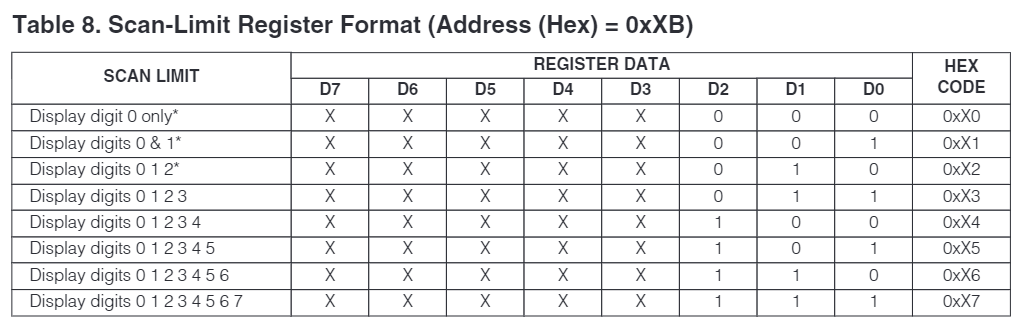 Table 8. Scan-Limit Register Format (Address (Hex) = 0xXB)
SCAN LIMIT REGISTER DATA HEX CODE
D7 D6 D5 D4 D3 D2 D1 D0
Display digit 0 only* X X X X X 0 0 0 0xX0
Display digits 0 & 1* X X X X X 0 0 1 0xX1
Display digits 0 1 2* X X X X X 0 1 0 0xX2
Display digits 0 1 2 3 X X X X X 0 1 1 0xX3
Display digits 0 1 2 3 4 X X X X X 1 0 0 0xX4
Display digits 0 1 2 3 4 5 X X X X X 1 0 1 0xX5
Display digits 0 1 2 3 4 5 6 X X X X X 1 1 0 0xX6
Display digits 0 1 2 3 4 5 6 7 X X X X X 1 1 1 0xX7